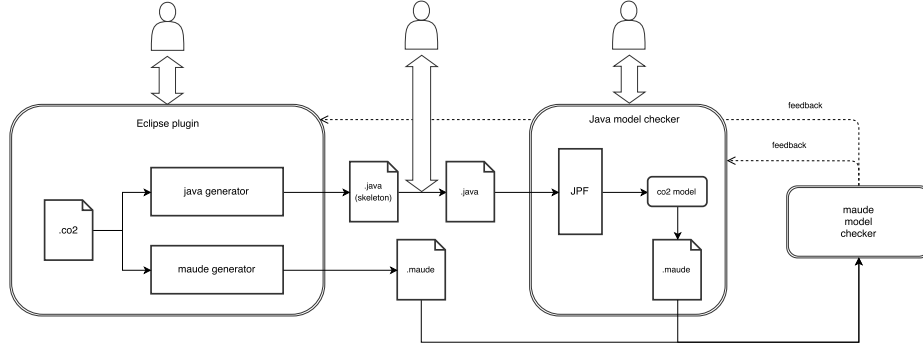 feedback
Eclipse plugin
Java model checker
feedback
java generator
.java
(skeleton)
.java
JPF
co2 model
.co2
maude
model
checker
maude generator
.maude
.maude